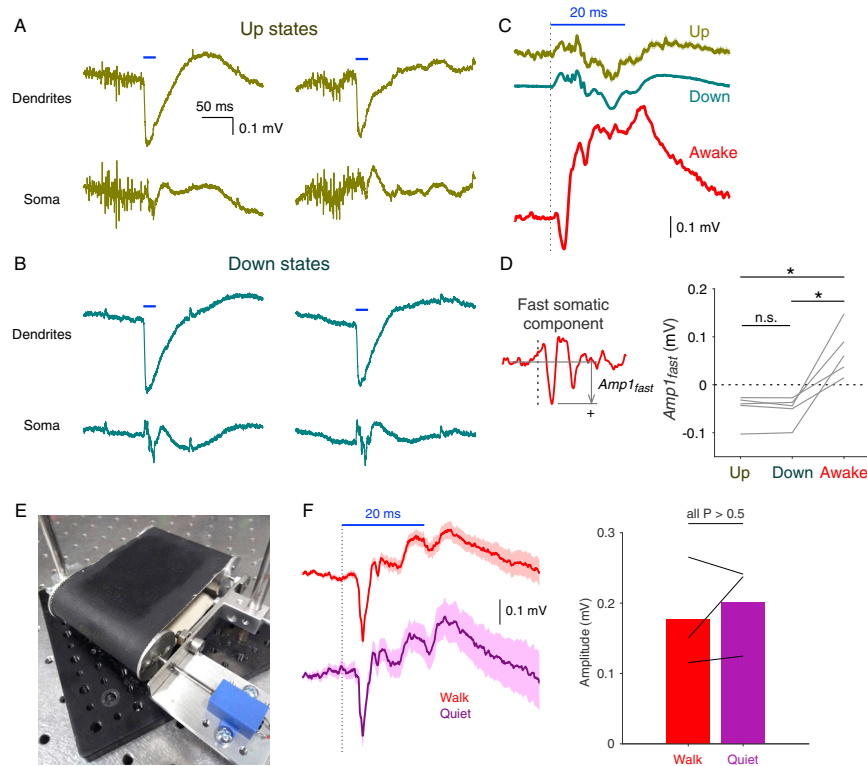 A
Up states
Dendrites
50 ms
0.1 mV
Soma
B
Down states
Dendrites
Soma
C
20 ms
Up
Down
Awake
0.1 mV
D
Fast somatic
component
Amp1fast
+
*
*
n.s.
Amp1fast (mV)
0.2
0.1
0
-0.1
Up
Down
Awake
E
F
20 ms
0.1 mV
Walk
Quiet
all P > 0.5
Amplitude (mV)
0.3
0.2
0.1
0
Walk
Quiet